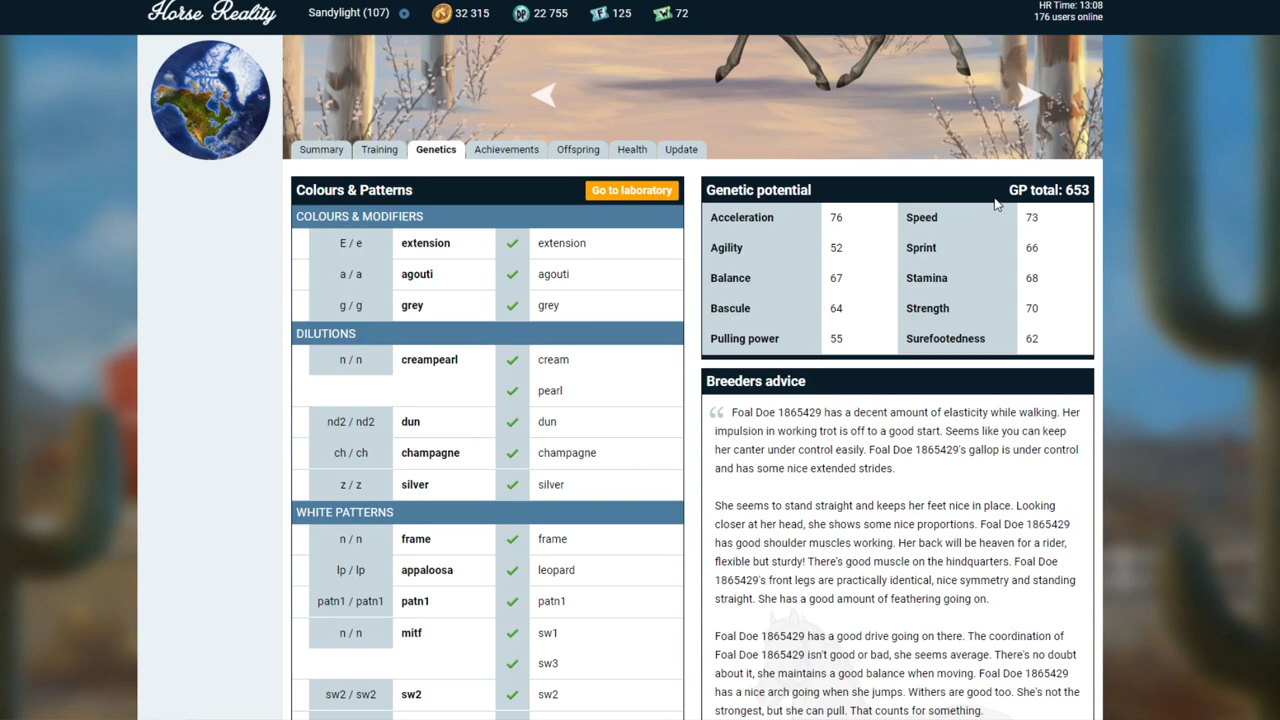 Horse Reality
Sandylight (107) 32 315 22 755 125 72
HR Time: 13:08
176 users online
Summary Training Genetics Achievements Offspring Health Update
Colours & Patterns Go to laboratory
COLOURS & MODIFIERS
E / e extension extension
a / a agouti agouti
g / g grey grey
DILUTIONS
n / n creampearl cream
pearl
nd2 / nd2 dun dun
ch / ch champagne champagne
z / z silver silver
WHITE PATTERNS
n / n frame frame
lp / lp appaloosa leopard
patn1 / patn1 patn1 patn1
n / n mitf sw1
sw3
sw2 / sw2 sw2 sw2
Genetic potential GP total: 653
Acceleration 76 Speed 73
Agility 52 Sprint 66
Balance 67 Stamina 68
Bascule 64 Strength 70
Pulling power 55 Surefootedness 62
Breeders advice
“ Foal Doe 1865429 has a decent amount of elasticity while walking. Her
impulsion in working trot is off to a good start. Seems like you can keep
her canter under control easily. Foal Doe 1865429's gallop is under control
and has some nice extended strides.
She seems to stand straight and keeps her feet nice in place. Looking
closer at her head, she shows some nice proportions. Foal Doe 1865429
has good shoulder muscles working. Her back will be heaven for a rider,
flexible but sturdy! There's good muscle on the hindquarters. Foal Doe
1865429's front legs are practically identical, nice symmetry and standing
straight. She has a good amount of feathering going on.
Foal Doe 1865429 has a good drive going on there. The coordination of
Foal Doe 1865429 isn't good or bad, she seems average. There's no doubt
about it, she maintains a good balance when moving. Foal Doe 1865429
has a nice arch going when she jumps. Withers are good too. She's not the
strongest, but she can pull. That counts for something.